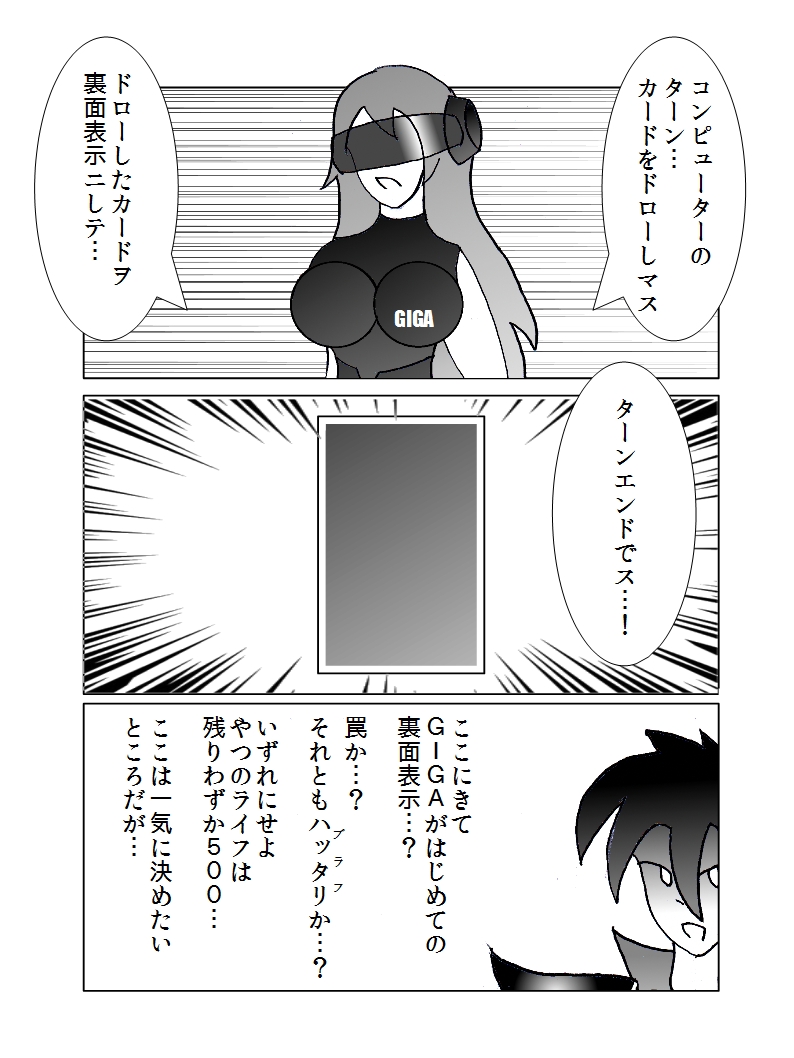 コンピューターの
ターン…
カードをドローしマス
ドローしたカードヲ
裏面表示ニしテ…
GIGA
ターンエンドでス…！
ここにきて
ＧＩＧＡがはじめての
裏面表示…？
罠か…？
それともハッタリか…？
ブラフ
いずれにせよ
やつのライフは
残りわずか５００…
ここは一気に決めたい
ところだが…